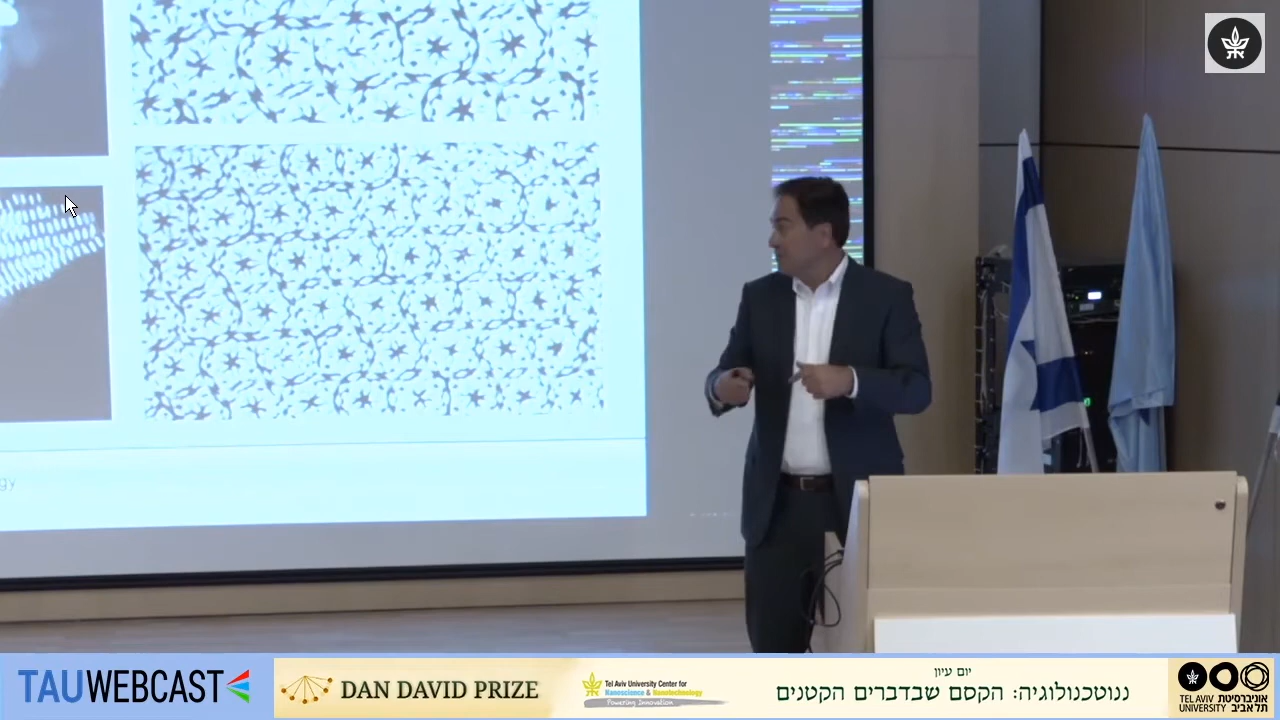 gy
TAUWEBCAST
DAN DAVID PRIZE
Tel Aviv University Center for
Nanoscience & Nanotechnology
Powering Innovation
יום עיון
ננוטכנולוגיה: הקסם שבדברים הקטנים
TEL AVIV אוניברסיטת
UNIVERSITY תל אביב